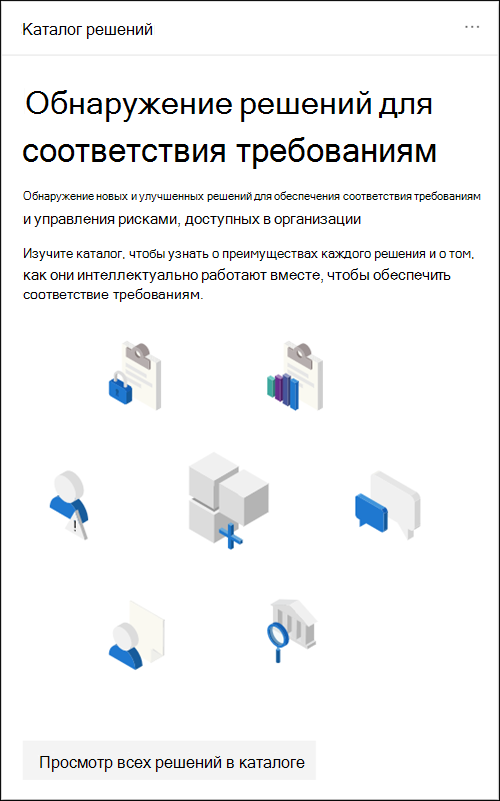 Каталог решений
Обнаружение решений для
соответствия требованиям
Обнаружение новых и улучшенных решений для обеспечения соответствия требованиям
и управления рисками, доступных в организации
Изучите каталог, чтобы узнать о преимуществах каждого решения и о том,
как они интеллектуально работают вместе, чтобы обеспечить
соответствие требованиям.
Просмотр всех решений в каталоге